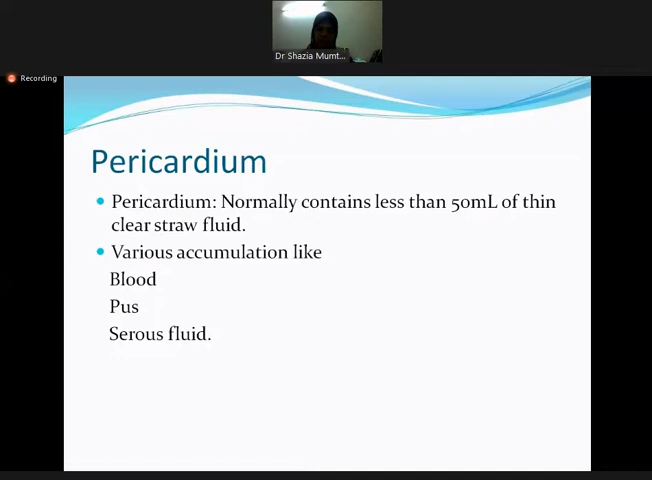 Dr Shazia Mumt...
Recording
Pericardium
Pericardium: Normally contains less than 50mL of thin
clear straw fluid.
Various accumulation like
Blood
Pus
Serous fluid.